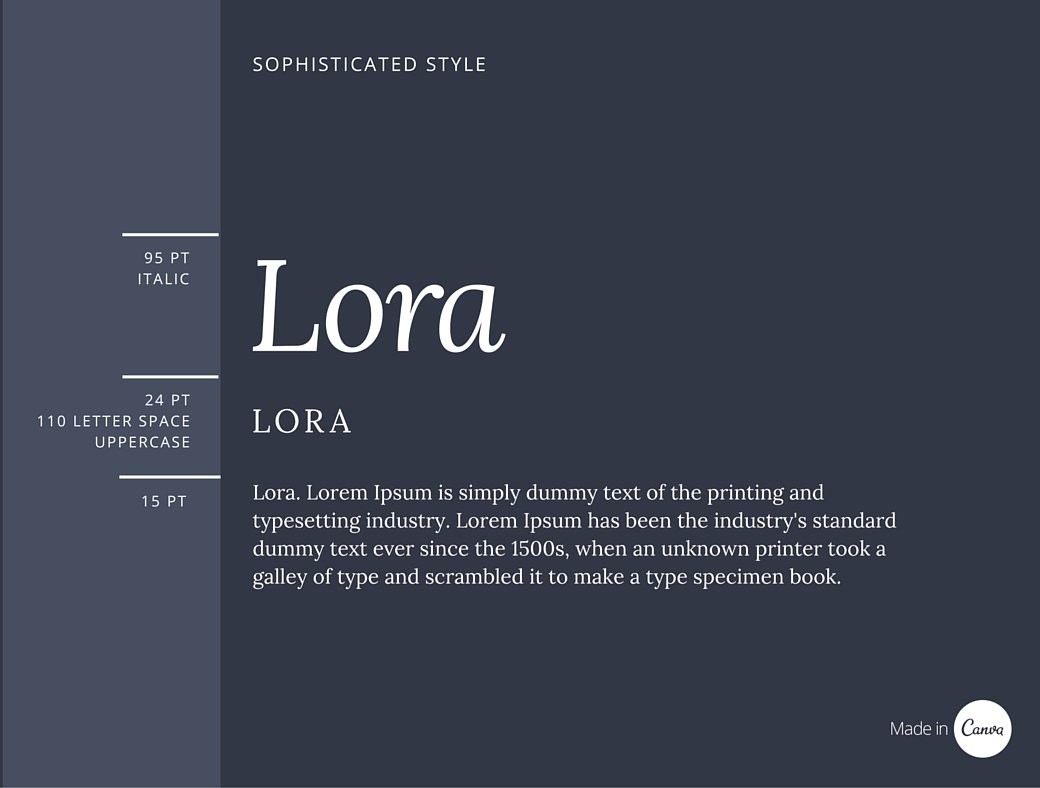 SOPHISTICATED STYLE
95 PT
ITALIC
Lora
24 PT
110 LETTER SPACE
UPPERCASE
LORA
15 PT
Lora. Lorem Ipsum is simply dummy text of the printing and
typesetting industry. Lorem Ipsum has been the industry's standard
dummy text ever since the 1500s, when an unknown printer took a
galley of type and scrambled it to make a type specimen book.
Made in Canva